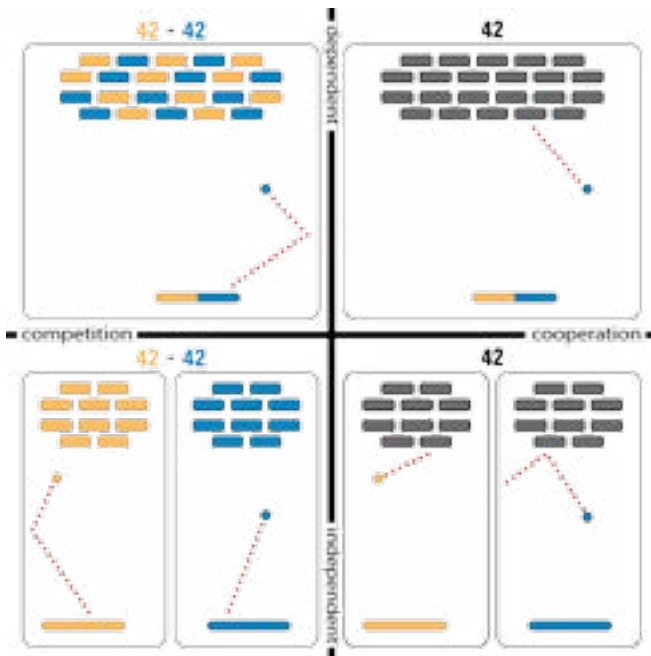 42 - 42
dependent
42
competition
cooperation
42 - 42
independent
42